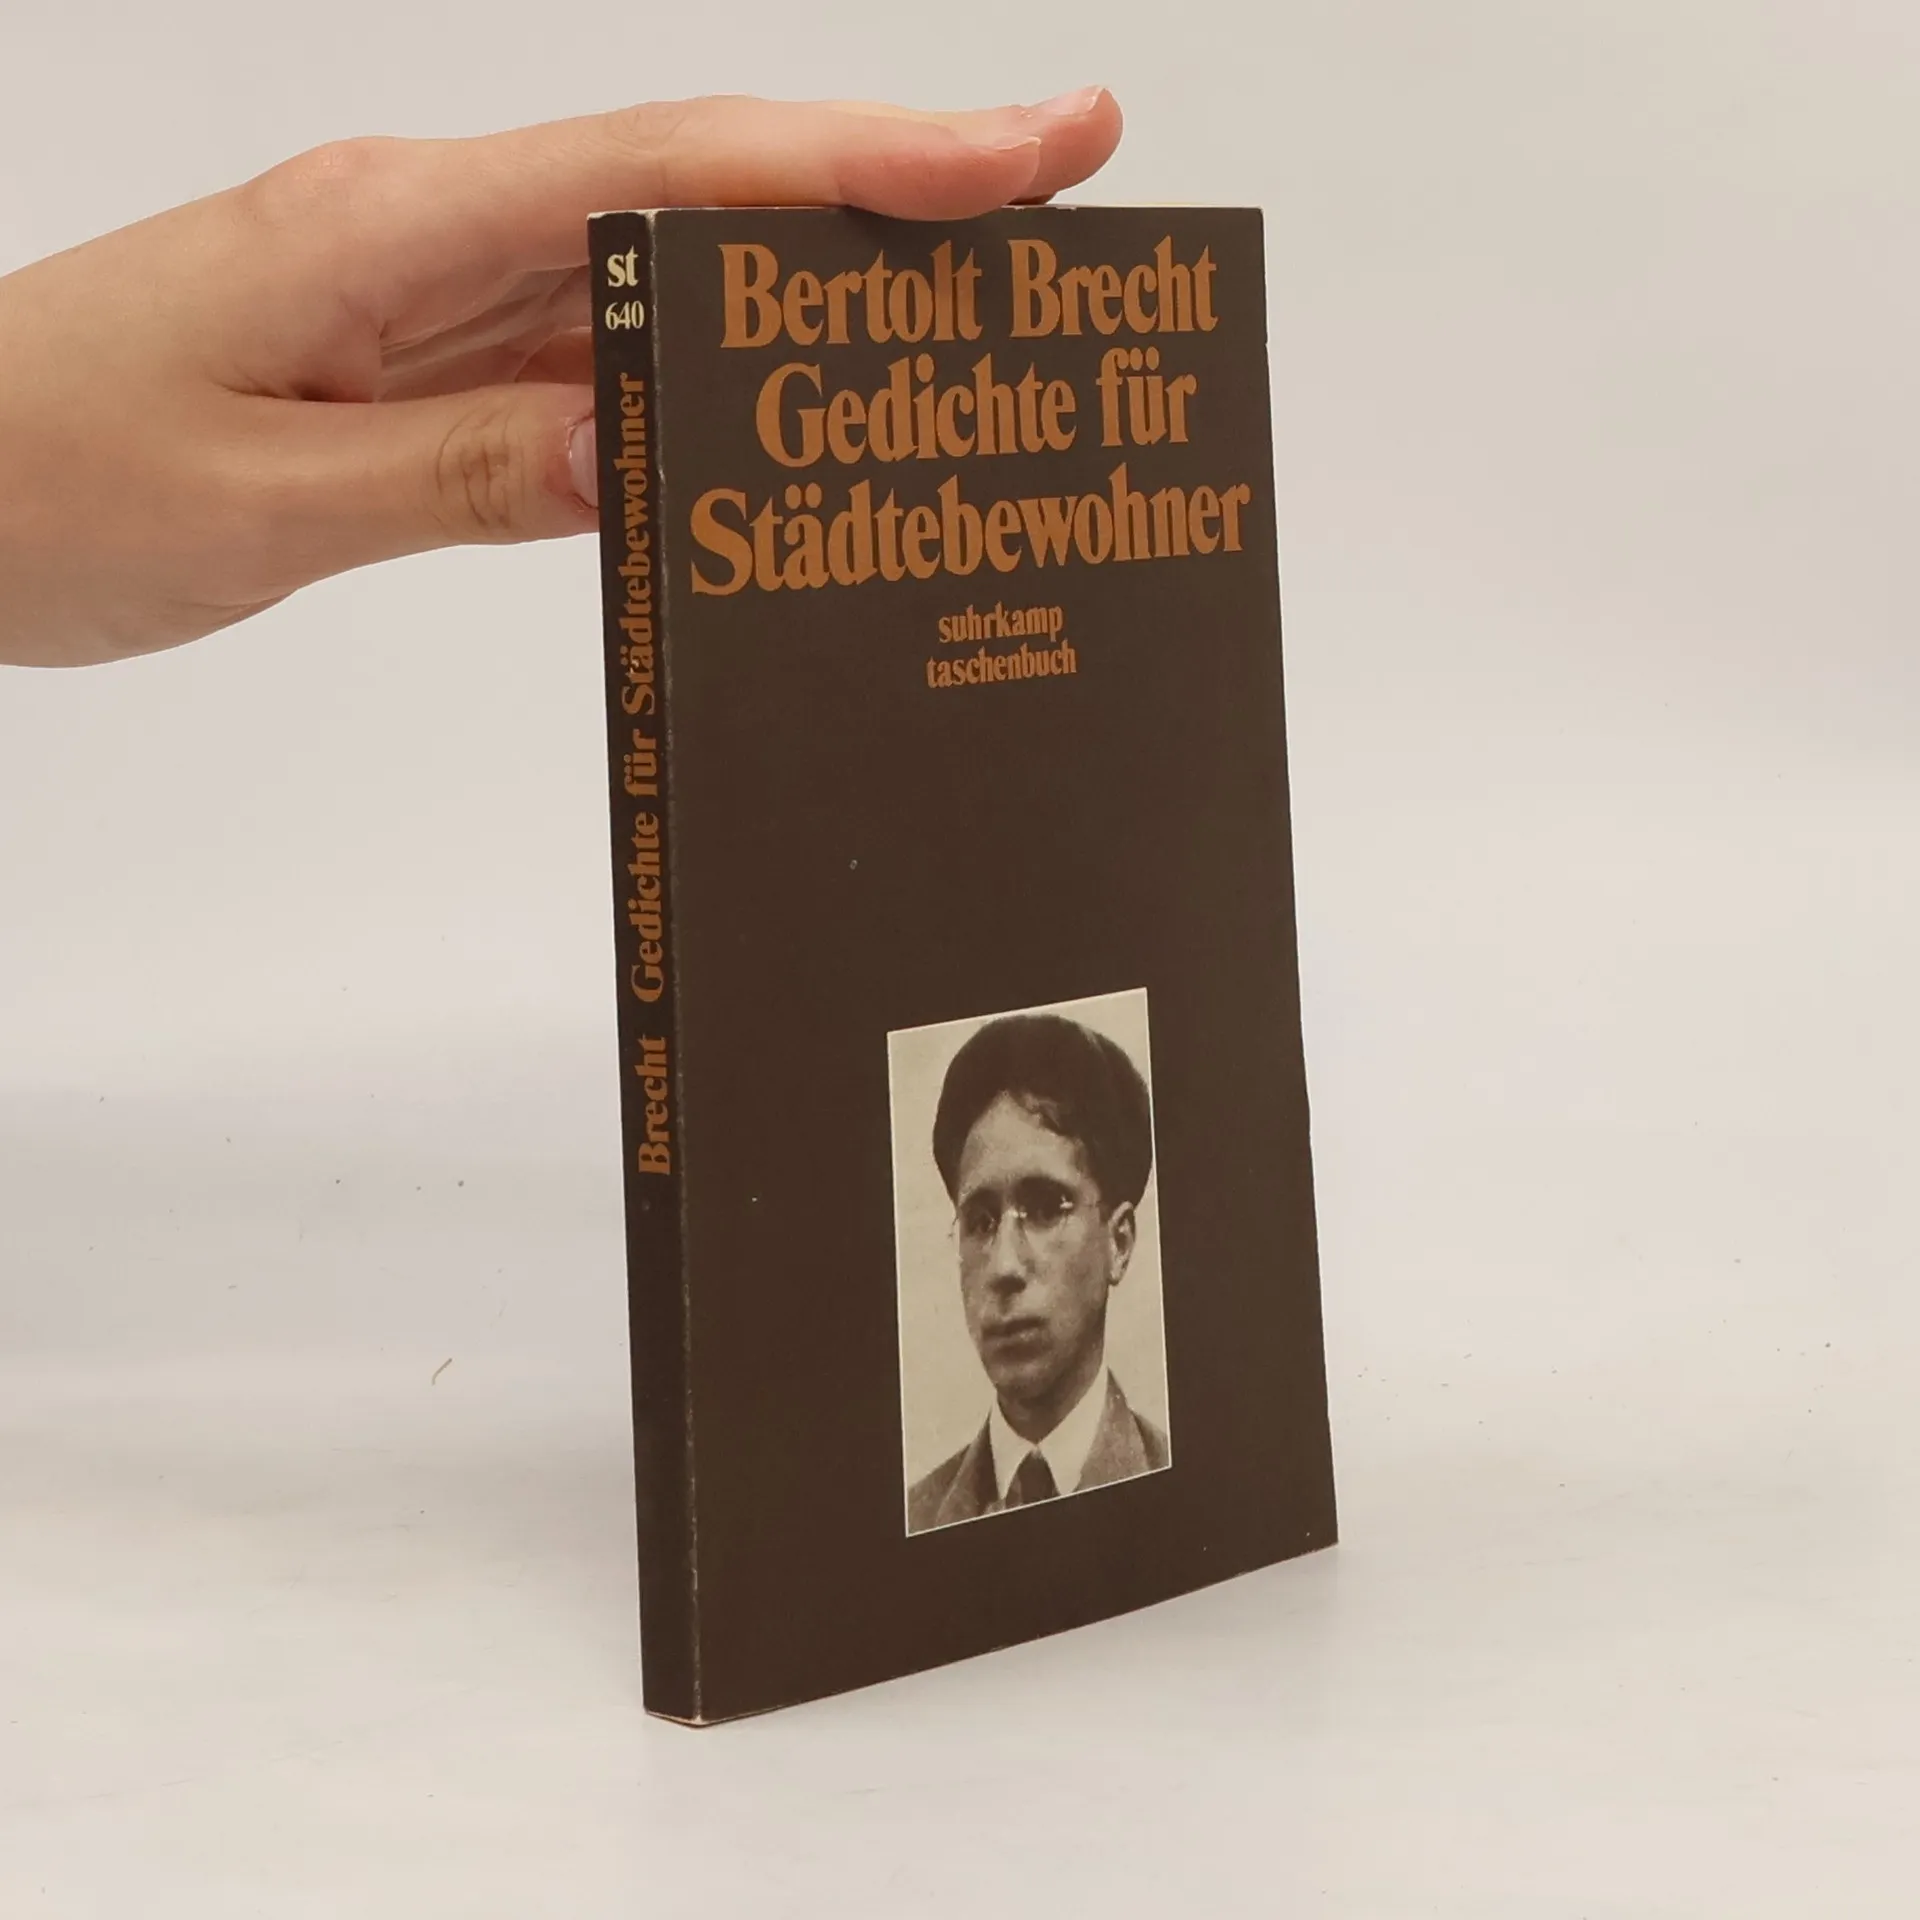 st
640
Brecht Gedichte für Städtebewohner
Bertolt Brecht
Gedichte für
Städtebewohner
suhrkamp
taschenbuch